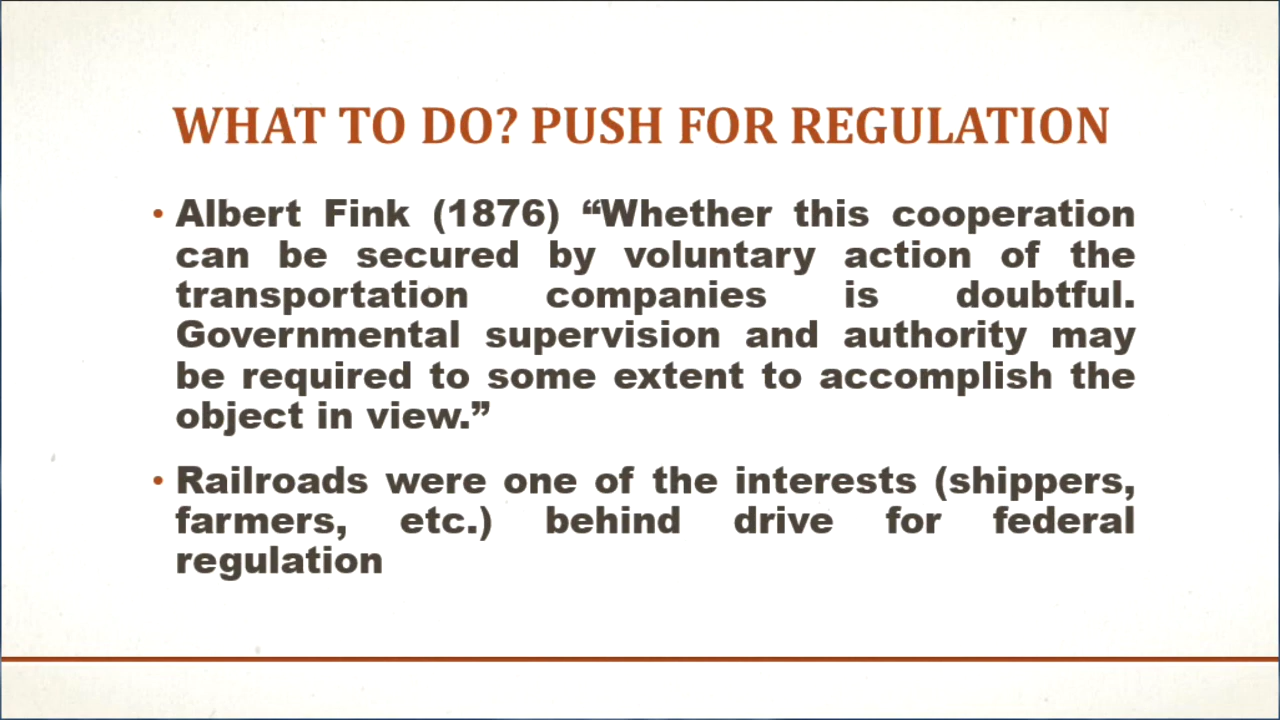 WHAT TO DO? PUSH FOR REGULATION
• Albert Fink (1876) “Whether this cooperation
can be secured by voluntary action of the
transportation companies is doubtful.
Governmental supervision and authority may
be required to some extent to accomplish the
object in view.”
• Railroads were one of the interests (shippers,
farmers, etc.) behind drive for federal
regulation